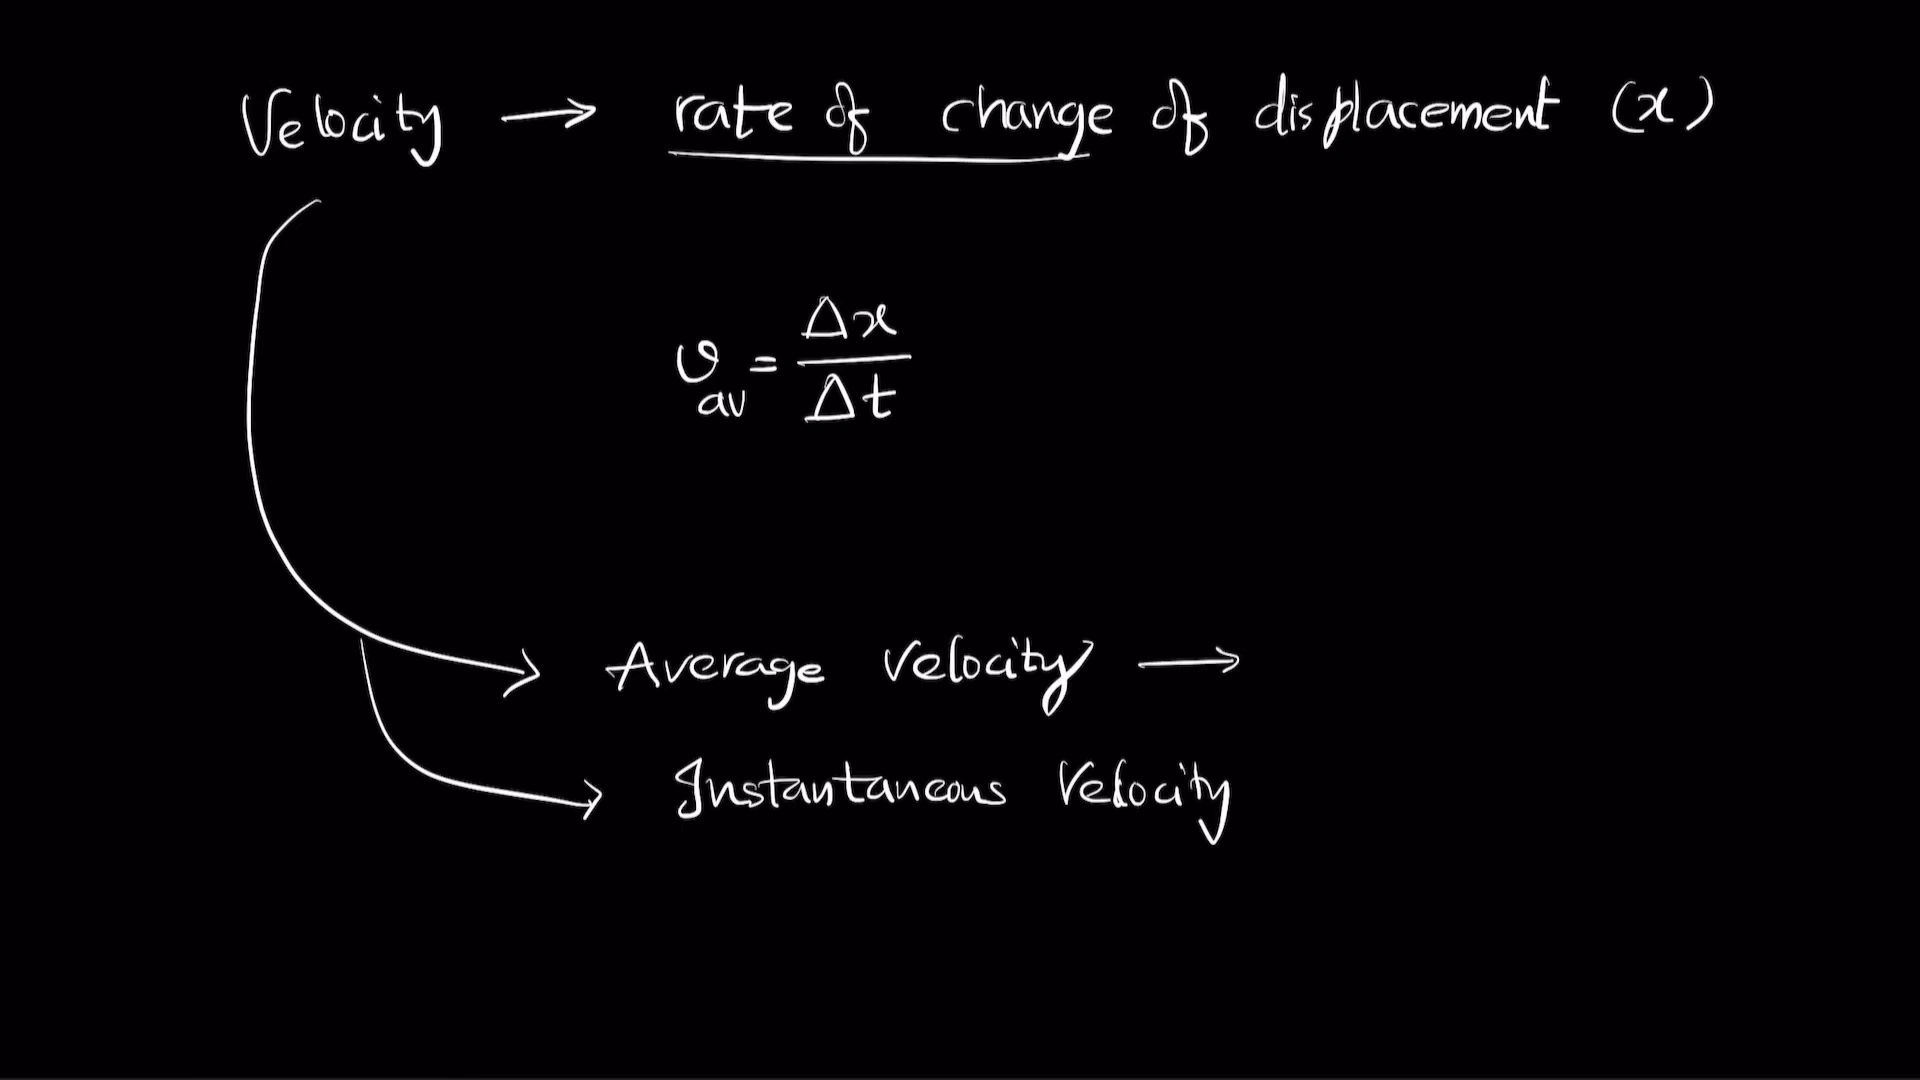 Velocity → rate of change of displacement (x)
v_av = Δx/Δt
Average Velocity →
Instantaneous Velocity